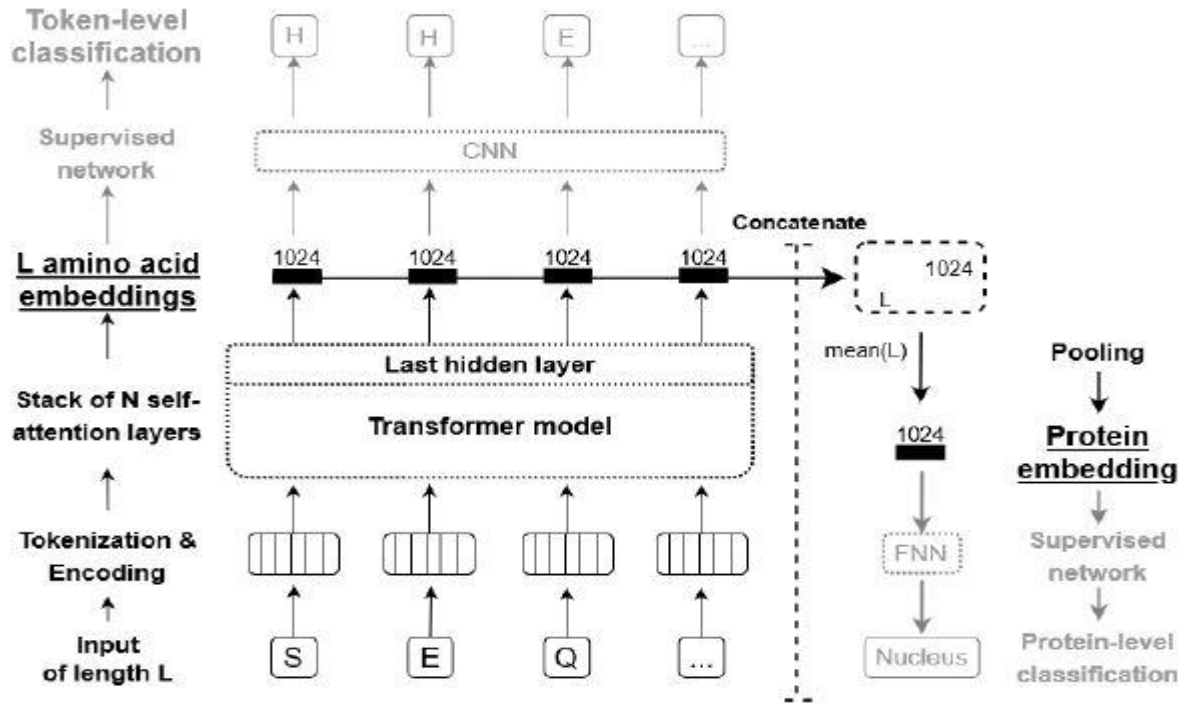 Token-level
classification
H H E ...
Supervised
network
CNN
Concatenate
L amino acid
embeddings
1024 1024 1024 1024
1024
L
mean(L)
Pooling
Last hidden layer
Stack of N self-
attention layers
Transformer model
1024
Protein
embedding
Tokenization &
Encoding
FNN
Supervised
network
Input
of length L
S E Q ...
Nucleus
Protein-level
classification